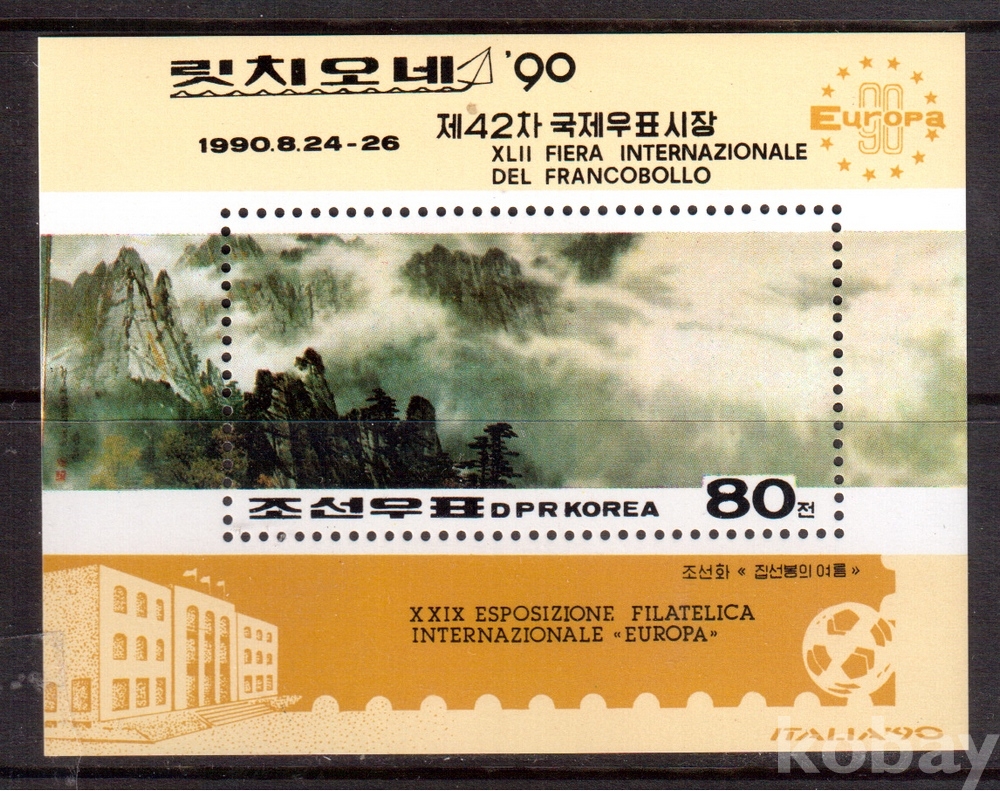 릿치오네 '90
Europa 90
제42차 국제우표시장
1990.8.24-26
XLII FIERA INTERNAZIONALE
DEL FRANCOBOLLO
조선우표 DPR KOREA 80전
조선화 « 집선봉의 여름 »
XXIX ESPOSIZIONE FILATELICA
INTERNAZIONALE «EUROPA»
ITALIA'90
kobay